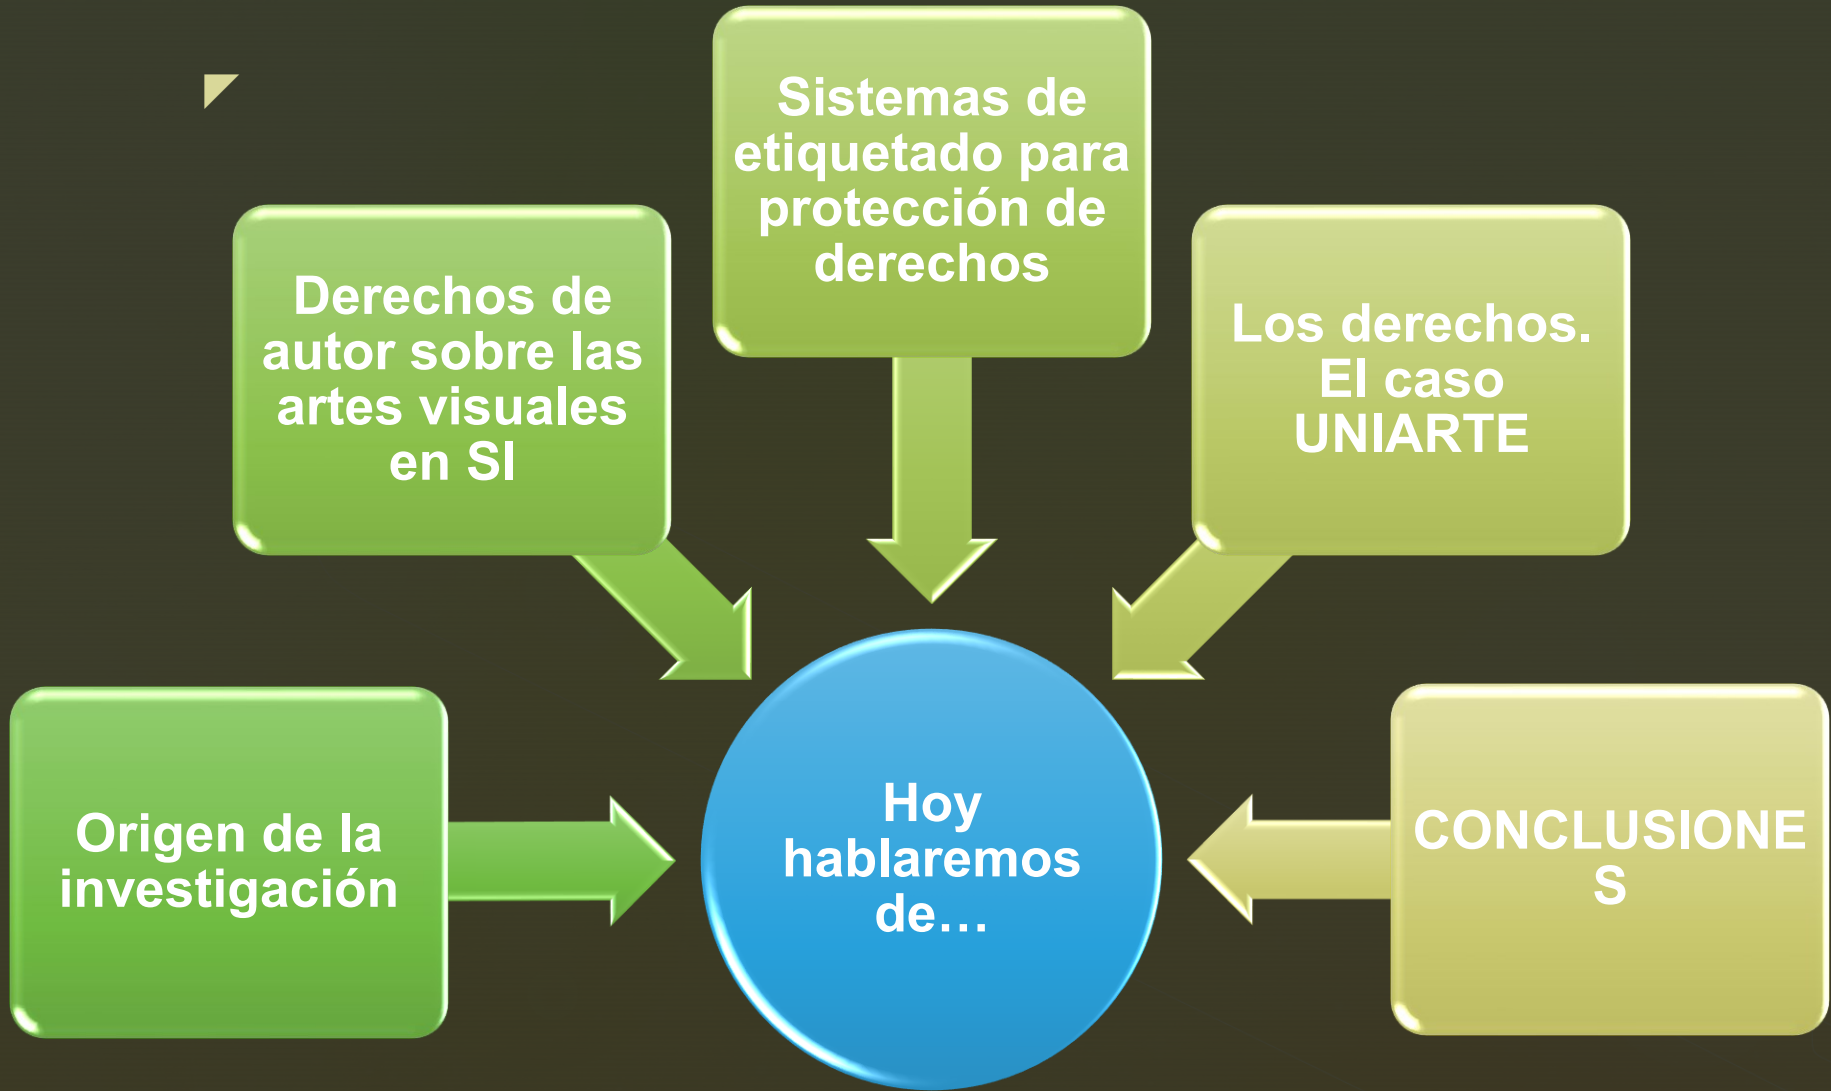 Origen de la
investigación
Derechos de
autor sobre las
artes visuales
en SI
Sistemas de
etiquetado para
protección de
derechos
Los derechos.
El caso
UNIARTE
CONCLUSIONE
S
Hoy
hablaremos
de…